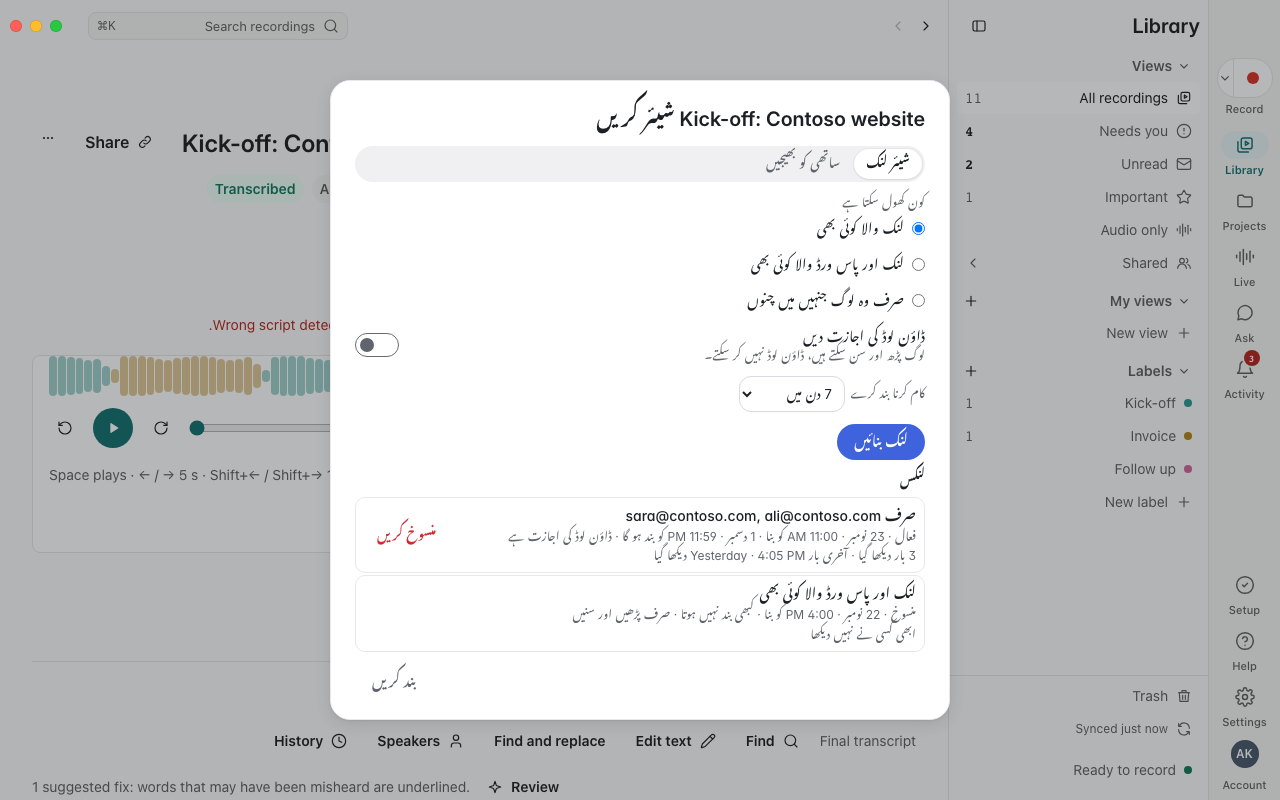 ⌘K
Search recordings
Library
Views
All recordings 11
Needs you 4
Unread 2
Important 1
Audio only
Shared
My views
New view
Labels
Kick-off 1
Invoice 1
Follow up
New label
Trash
Synced just now
Ready to record
Record
Library
Projects
Live
Ask
3
Activity
Setup
Help
Settings
AK
Account
Share
Kick-off: Con
Transcribed
A
Wrong script dete.
Space plays · ← / → 5 s · Shift+← / Shift+→ 1
Kick-off: Contoso website شیئر کریں
شیئر لنک
ساتھی کو بھیجیں
کون کھول سکتا ہے
لنک والا کوئی بھی
لنک اور پاس ورڈ والا کوئی بھی
صرف وہ لوگ جنہیں میں چنوں
ڈاؤن لوڈ کی اجازت دیں
لوگ پڑھ اور سن سکتے ہیں، ڈاؤن لوڈ نہیں کر سکتے۔
کام کرنا بند کرے
7 دن میں
لنک بنائیں
لنکس
صرف sara@contoso.com, ali@contoso.com
فعال · 23 نومبر · 11:00 AM کو بنا · 1 دسمبر · 11:59 PM کو بند ہو گا · ڈاؤن لوڈ کی اجازت ہے
3 بار دیکھا گیا · آخری بار Yesterday · 4:05 PM دیکھا گیا
منسوخ کریں
لنک اور پاس ورڈ والا کوئی بھی
منسوخ · 22 نومبر · 4:00 PM کو بنا · کبھی بند نہیں ہوتا · صرف پڑھیں اور سنیں
ابھی کسی نے نہیں دیکھا
بند کریں
Final transcript
Find
Edit text
Find and replace
Speakers
History
1 suggested fix: words that may have been misheard are underlined.
Review